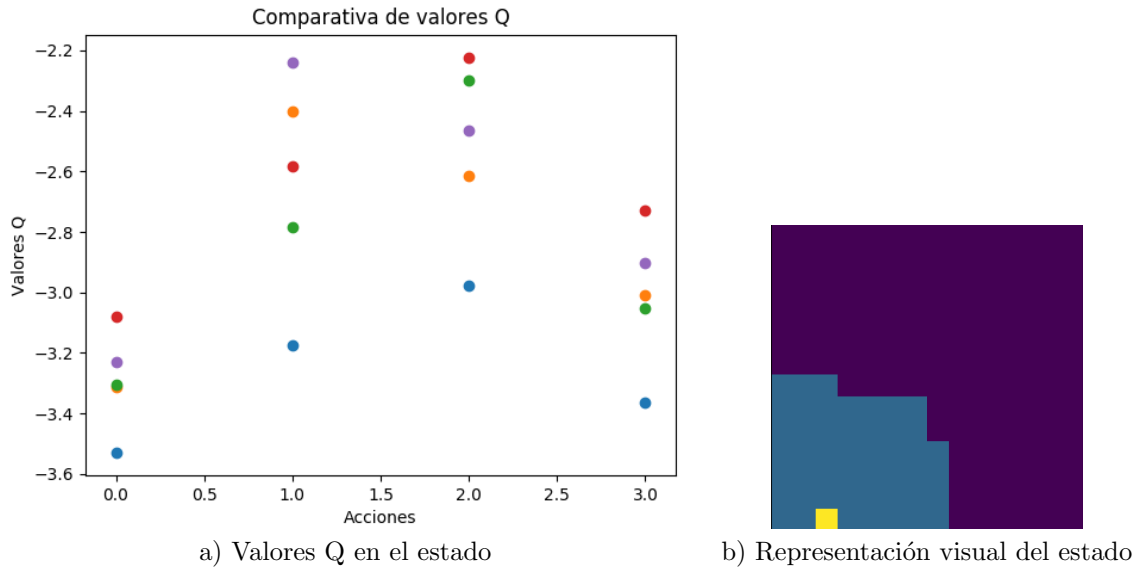 Comparativa de valores Q
−2.2
−2.4
−2.6
−2.8
−3.0
−3.2
−3.4
−3.6
Valores Q
0.0 0.5 1.0 1.5 2.0 2.5 3.0
Acciones
a) Valores Q en el estado
b) Representación visual del estado